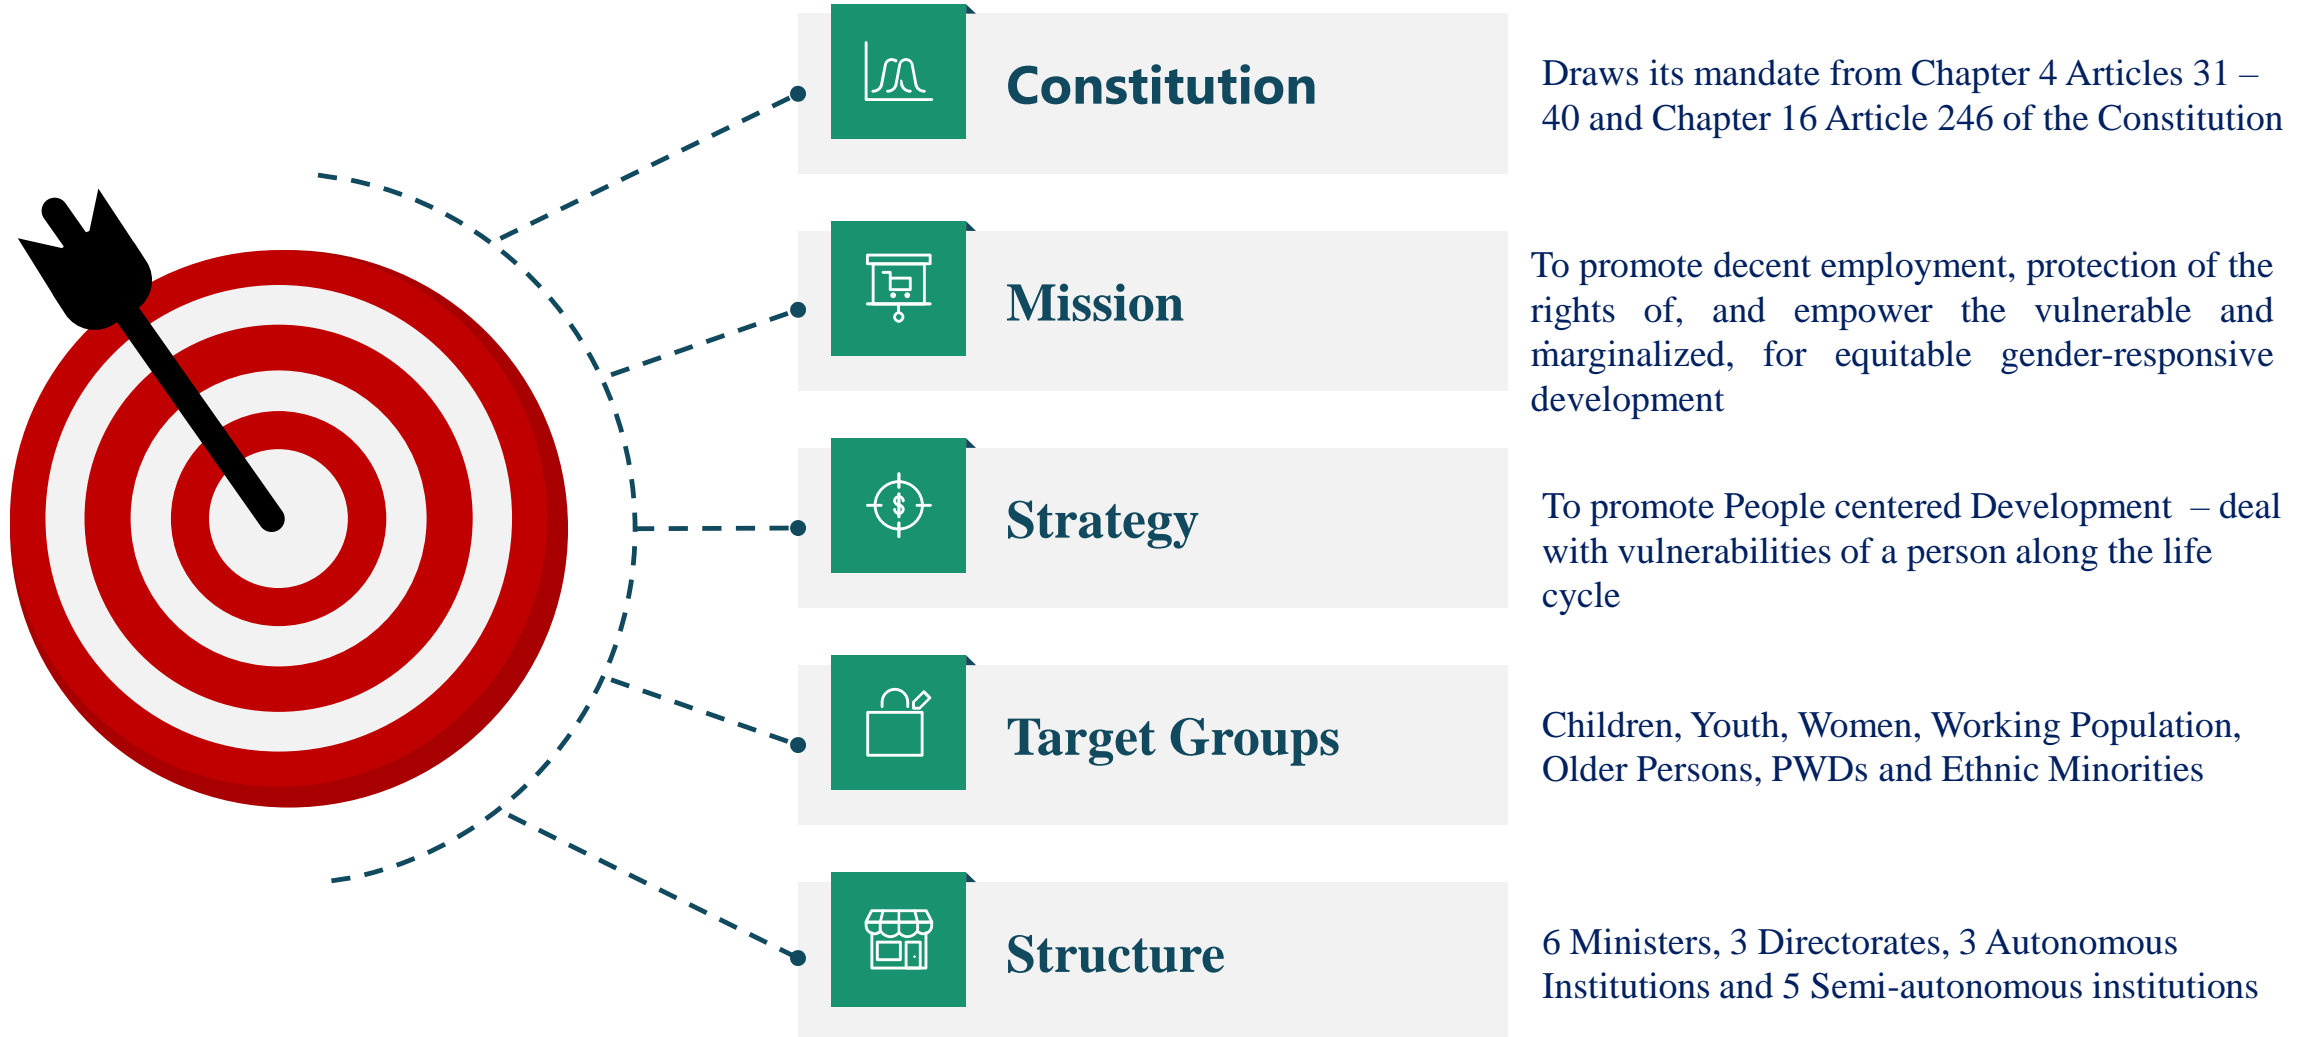 Constitution
Draws its mandate from Chapter 4 Articles 31 –
40 and Chapter 16 Article 246 of the Constitution
Mission
To promote decent employment, protection of the
rights of, and empower the vulnerable and
marginalized, for equitable gender-responsive
development
Strategy
To promote People centered Development – deal
with vulnerabilities of a person along the life
cycle
Target Groups
Children, Youth, Women, Working Population,
Older Persons, PWDs and Ethnic Minorities
Structure
6 Ministers, 3 Directorates, 3 Autonomous
Institutions and 5 Semi-autonomous institutions